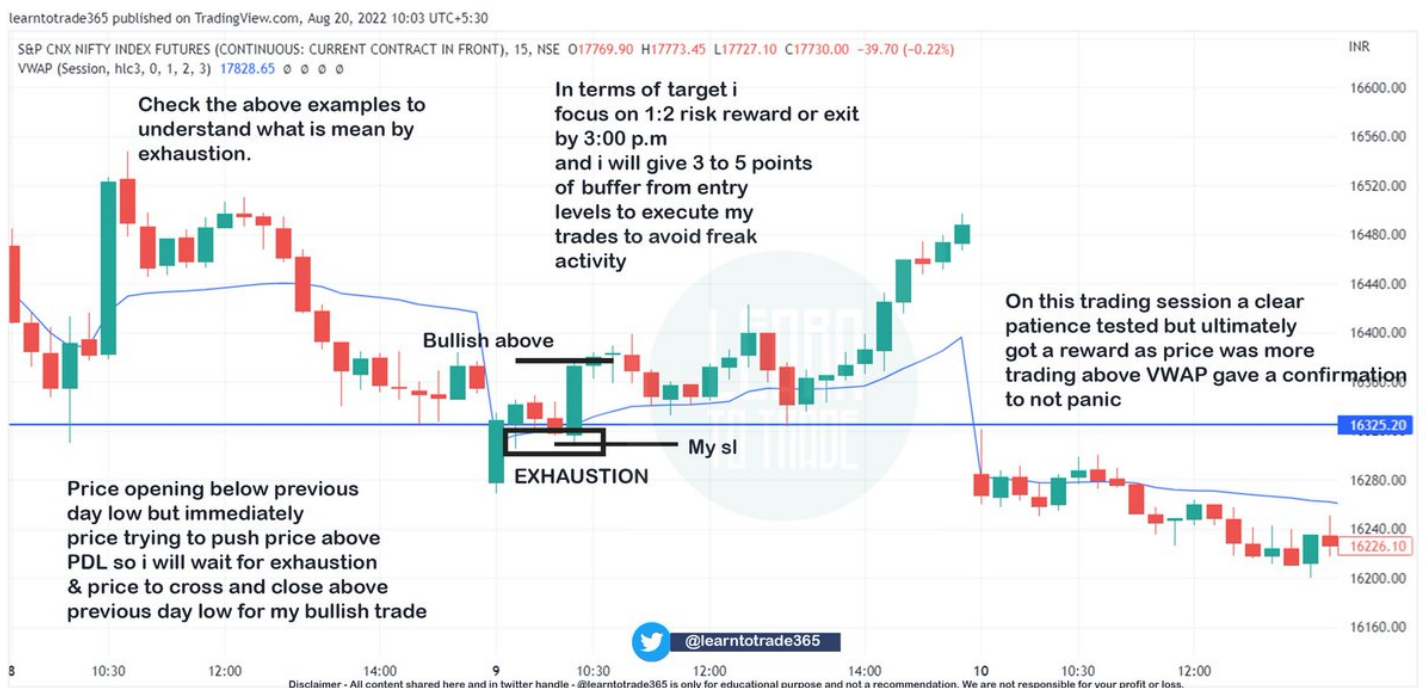 learntotrade365 published on TradingView.com, Aug 20, 2022 10:03 UTC+5:30
S&P CNX NIFTY INDEX FUTURES (CONTINUOUS: CURRENT CONTRACT IN FRONT), 15, NSE O17769.90 H17773.45 L17727.10 C17730.00 −39.70 (−0.22%)
INR
VWAP (Session, hlc3, 0, 1, 2, 3) 17828.65 ø ø ø ø
Check the above examples to
understand what is mean by
exhaustion.
In terms of target i
focus on 1:2 risk reward or exit
by 3:00 p.m
and i will give 3 to 5 points
of buffer from entry
levels to execute my
trades to avoid freak
activity
Bullish above
My sl
EXHAUSTION
On this trading session a clear
patience tested but ultimately
got a reward as price was more
trading above VWAP gave a confirmation
to not panic
Price opening below previous
day low but immediately
price trying to push price above
PDL so i will wait for exhaustion
& price to cross and close above
previous day low for my bullish trade
LEARN
TO TRADE
16600.00
16560.00
16520.00
16480.00
16440.00
16400.00
16360.00
16325.20
16280.00
16240.00
16226.10
16200.00
16160.00
@learntotrade365
8 10:30 12:00 14:00 9 10:30 12:00 14:00 10 10:30 12:00
Disclaimer - All content shared here and in twitter handle - @learntotrade365 is only for educational purpose and not a recommendation. We are not responsible for your profit or loss.